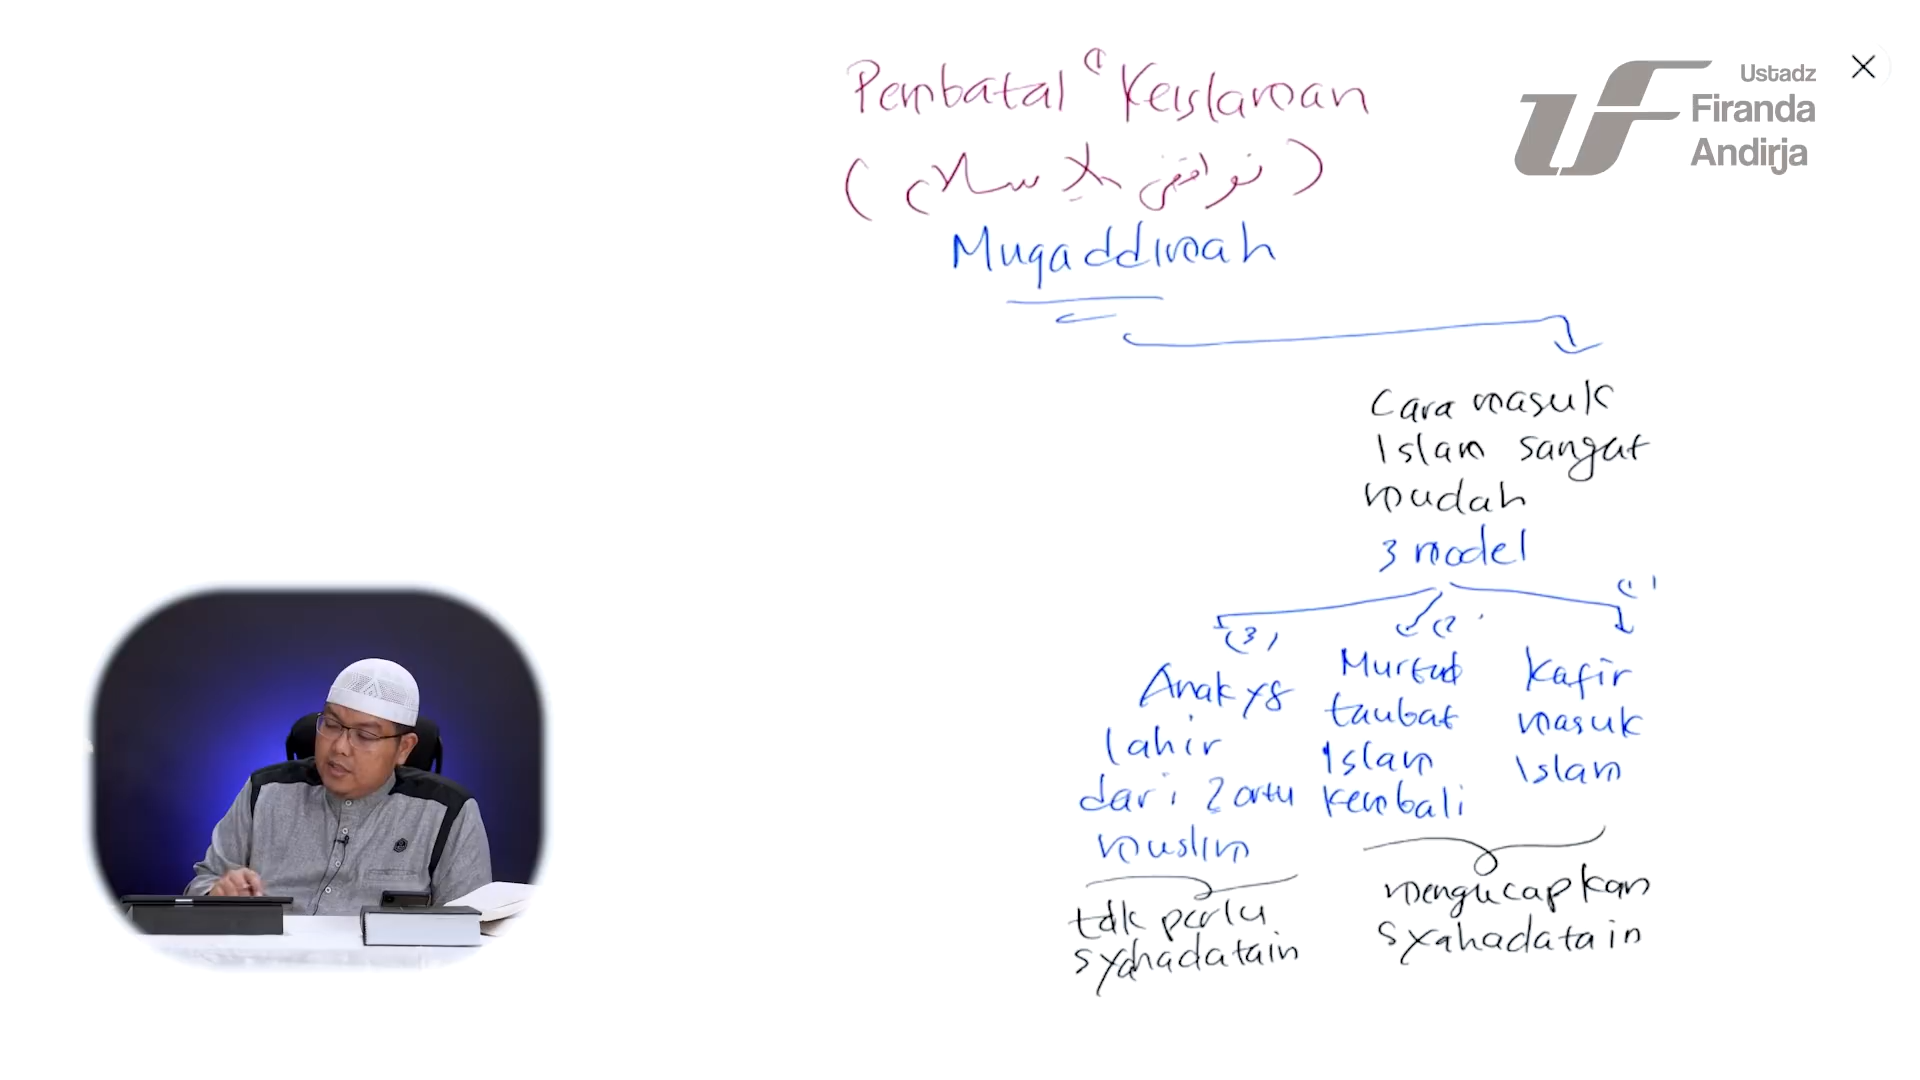 Pembatal Keislaman
(نواقض الإسلام)
Muqaddimah
Cara masuk
Islam sangat
mudah
3 model
(1)
Kafir
masuk
Islam
(2)
Murtad
taubat
Islam
kembali
(3)
Anak yg
lahir
dari 2 ortu
muslim
mengucapkan
syahadatain
tdk perlu
syahadatain
Ustadz
Firanda
Andirja